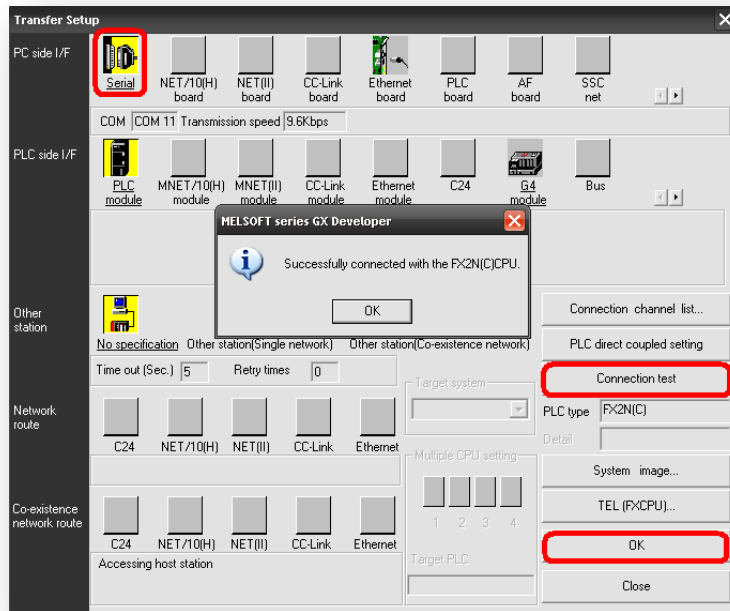 Transfer Setup
PC side I/F
Serial
NET/10(H)
board
NET(II)
board
CC-Link
board
Ethernet
board
PLC
board
AF
board
SSC
net
COM COM 11 Transmission speed 9.6Kbps
PLC side I/F
PLC
module
MNET/10(H)
module
MNET(II)
module
CC-Link
module
Ethernet
module
C24
G4
module
Bus
MELSOFT series GX Developer
Successfully connected with the FX2N(C)CPU.
OK
Other
station
No specification
Other station(Single network)
Other station(Co-existence network)
Time out (Sec.) 5 Retry times 0
Connection channel list...
PLC direct coupled setting
Connection test
Target system
PLC type FX2N(C)
Detail
Network
route
C24
NET/10(H)
NET(II)
CC-Link
Ethernet
Multiple CPU setting
1 2 3 4
Target PLC
System image...
TEL (FXCPU)...
OK
Close
Co-existence
network route
C24
NET/10(H)
NET(II)
CC-Link
Ethernet
Accessing host station